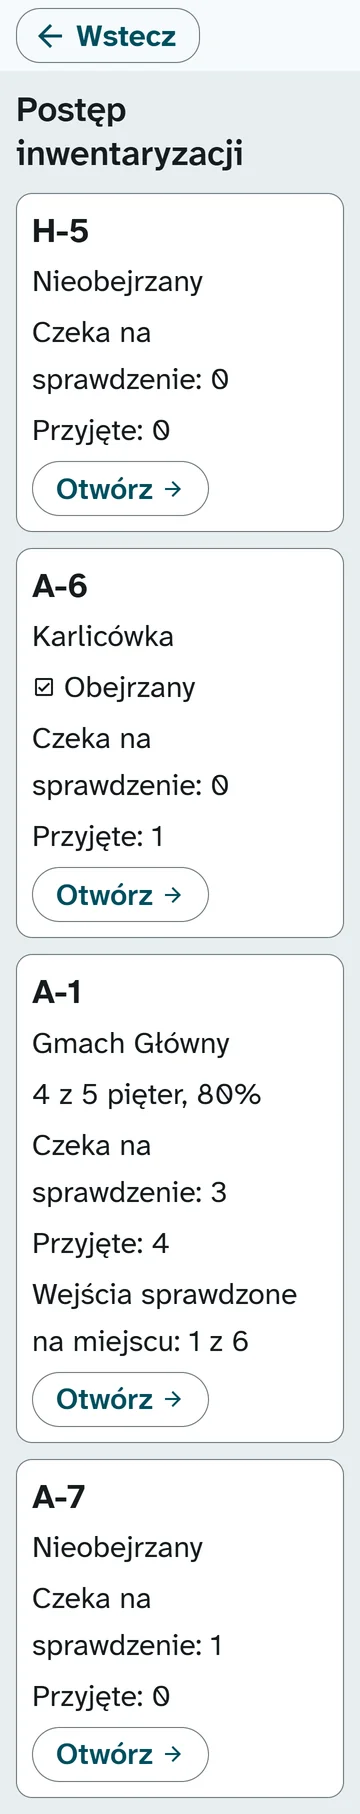 ← Wstecz
Postęp
inwentaryzacji
H-5
Nieobejrzany
Czeka na
sprawdzenie: 0
Przyjęte: 0
Otwórz →
A-6
Karlicówka
☑ Obejrzany
Czeka na
sprawdzenie: 0
Przyjęte: 1
Otwórz →
A-1
Gmach Główny
4 z 5 pięter, 80%
Czeka na
sprawdzenie: 3
Przyjęte: 4
Wejścia sprawdzone
na miejscu: 1 z 6
Otwórz →
A-7
Nieobejrzany
Czeka na
sprawdzenie: 1
Przyjęte: 0
Otwórz →